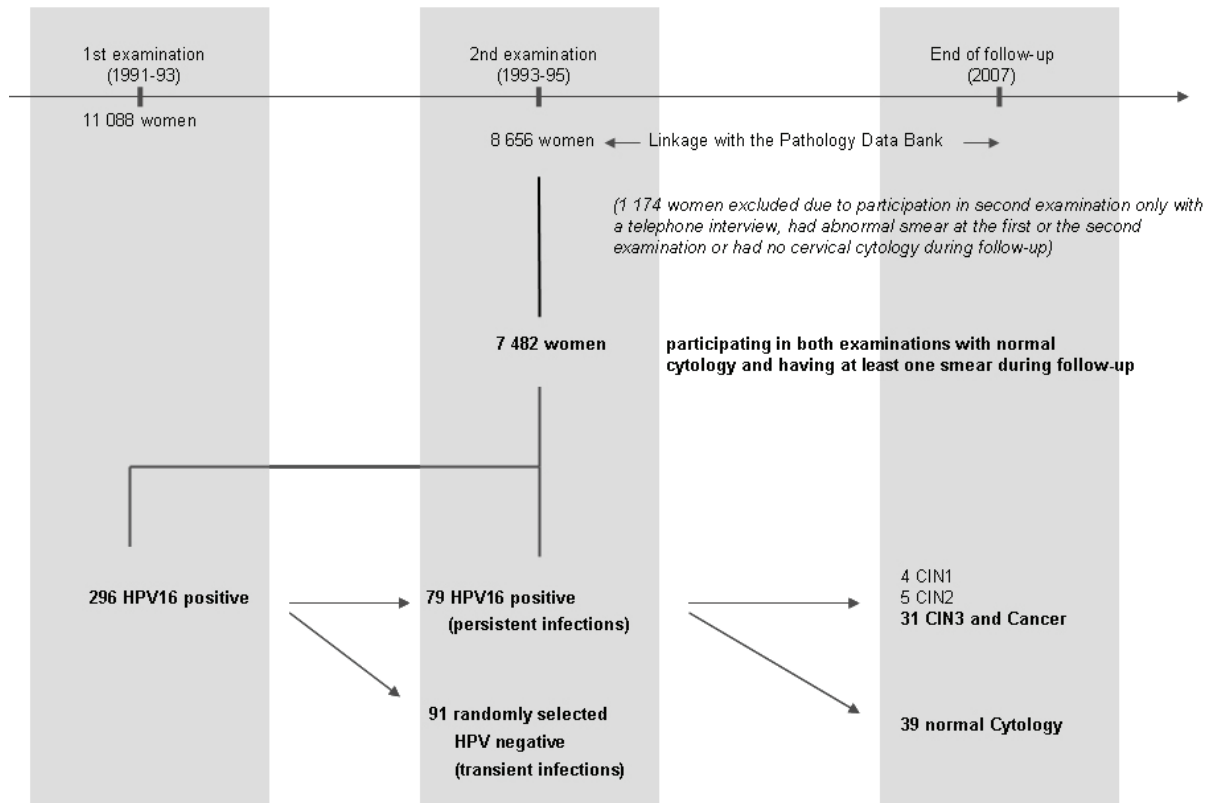 1st examination
(1991-93)
2nd examination
(1993-95)
End of follow-up
(2007)
11 088 women
8 656 women
Linkage with the Pathology Data Bank
(1 174 women excluded due to participation in second examination only with
a telephone interview, had abnormal smear at the first or the second
examination or had no cervical cytology during follow-up)
7 482 women
participating in both examinations with normal
cytology and having at least one smear during follow-up
296 HPV16 positive
79 HPV16 positive
(persistent infections)
4 CIN1
5 CIN2
31 CIN3 and Cancer
91 randomly selected
HPV negative
(transient infections)
39 normal Cytology